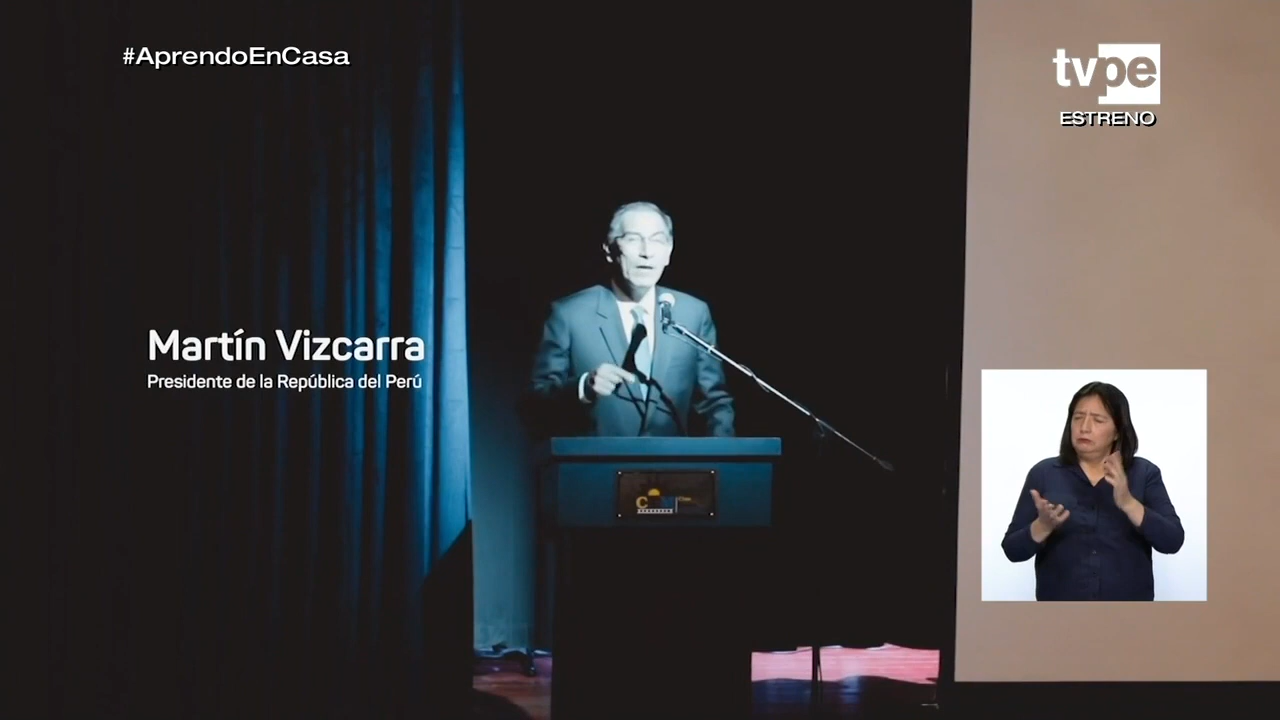 #AprendoEnCasa
tvpe
ESTRENO
Martín Vizcarra
Presidente de la República del Perú